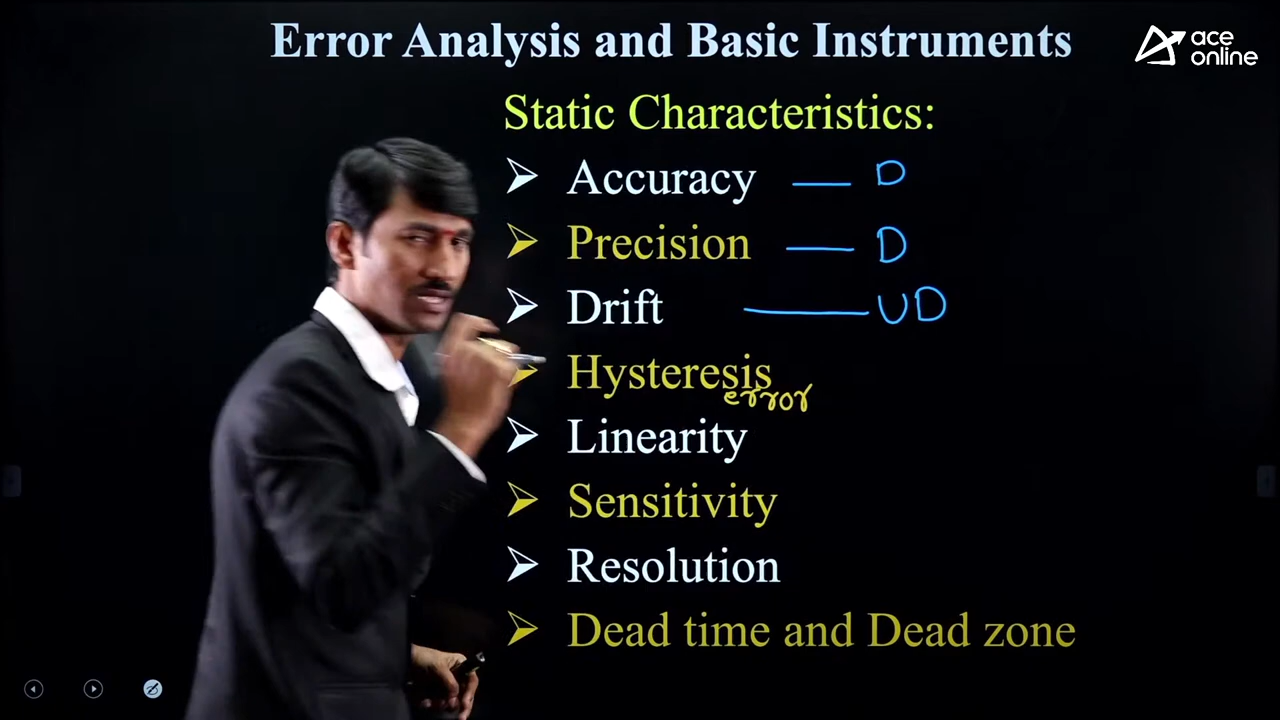 Error Analysis and Basic Instruments
ace
online
Static Characteristics:
Accuracy — D
Precision — D
Drift — UD
Hysteresis
error
Linearity
Sensitivity
Resolution
Dead time and Dead zone